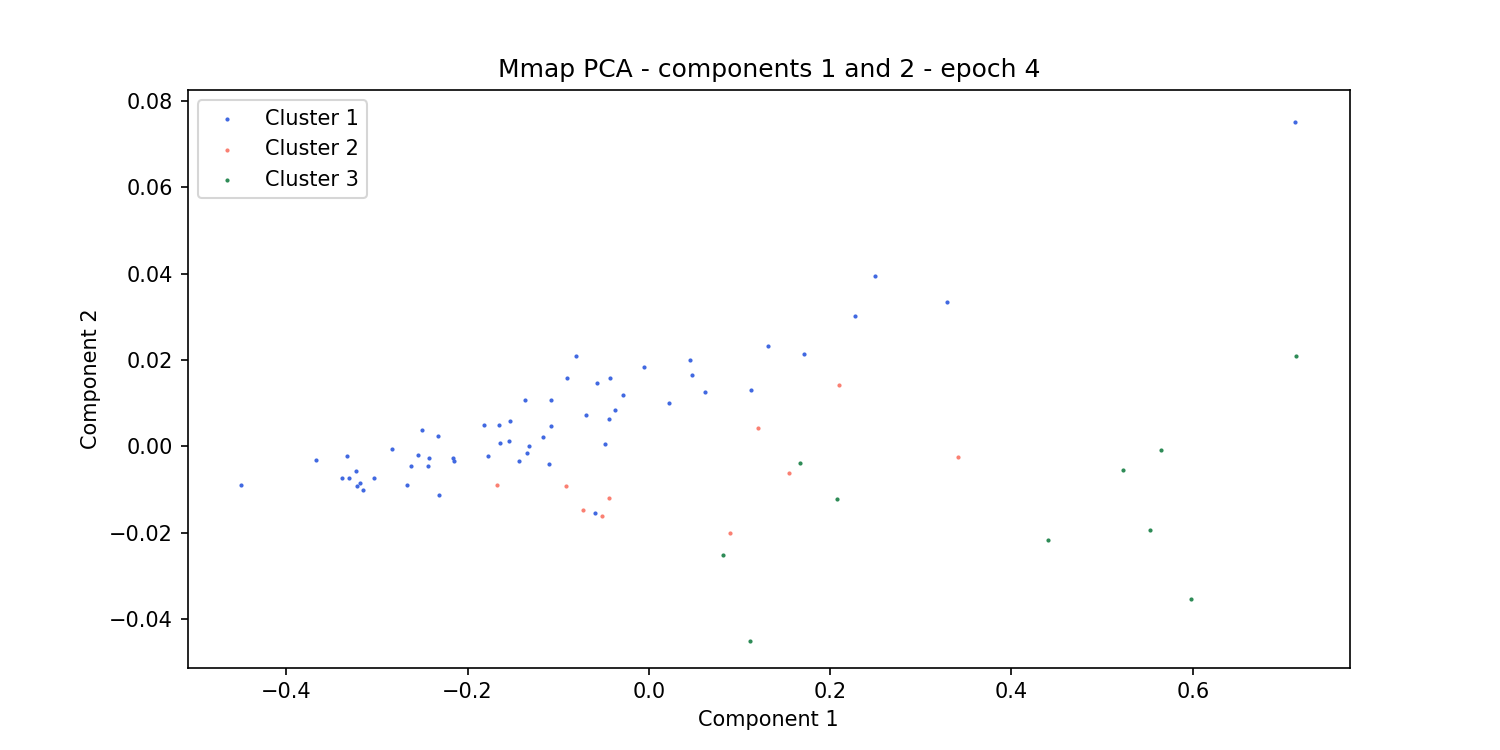 Mmap PCA - components 1 and 2 - epoch 4
Cluster 1
Cluster 2
Cluster 3
0.08
0.06
0.04
0.02
0.00
−0.02
−0.04
Component 2
−0.4
−0.2
0.0
0.2
0.4
0.6
Component 1